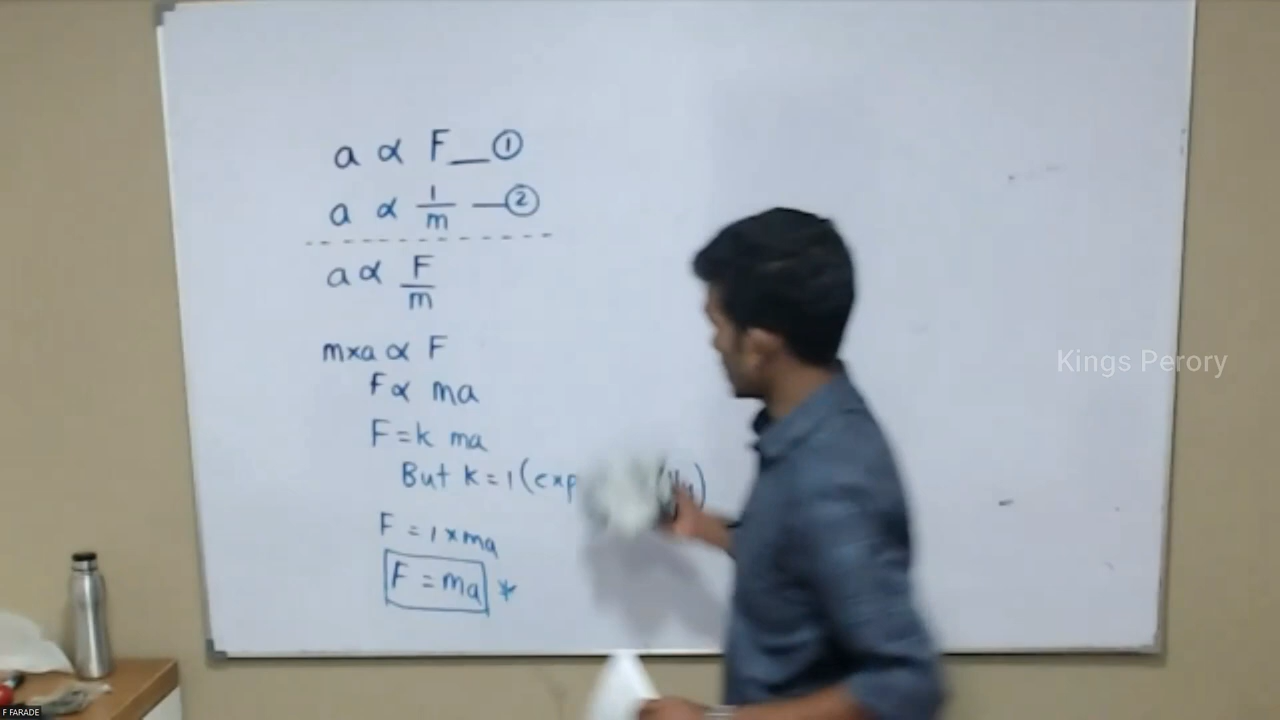 a ∝ F — ①
a ∝ 1/m — ②
a ∝ F/m
m×a ∝ F
F ∝ ma
F = k ma
But k = 1 (exp
F = 1 × ma
F = ma *
Kings Perory
F FARADE